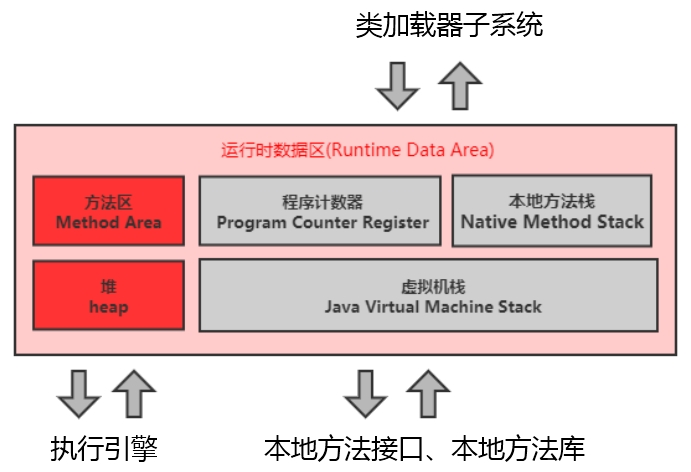 类加载器子系统
运行时数据区(Runtime Data Area)
方法区
Method Area
程序计数器
Program Counter Register
本地方法栈
Native Method Stack
堆
heap
虚拟机栈
Java Virtual Machine Stack
执行引擎
本地方法接口、本地方法库